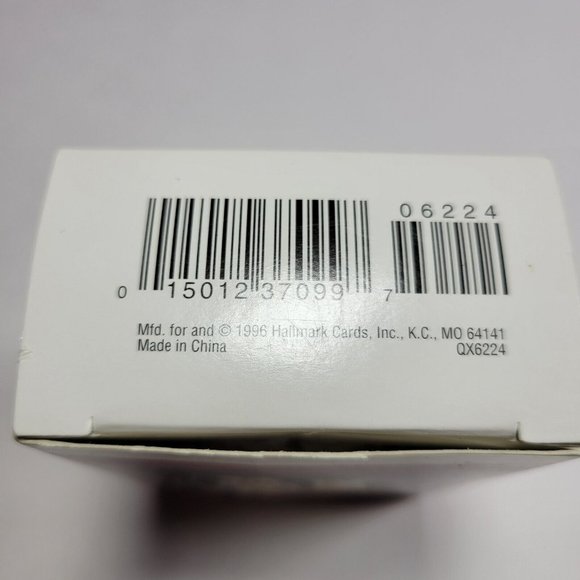 06224
0 15012 37099 7
Mfd. for and © 1996 Hallmark Cards, Inc., K.C., MO 64141
Made in China QX6224